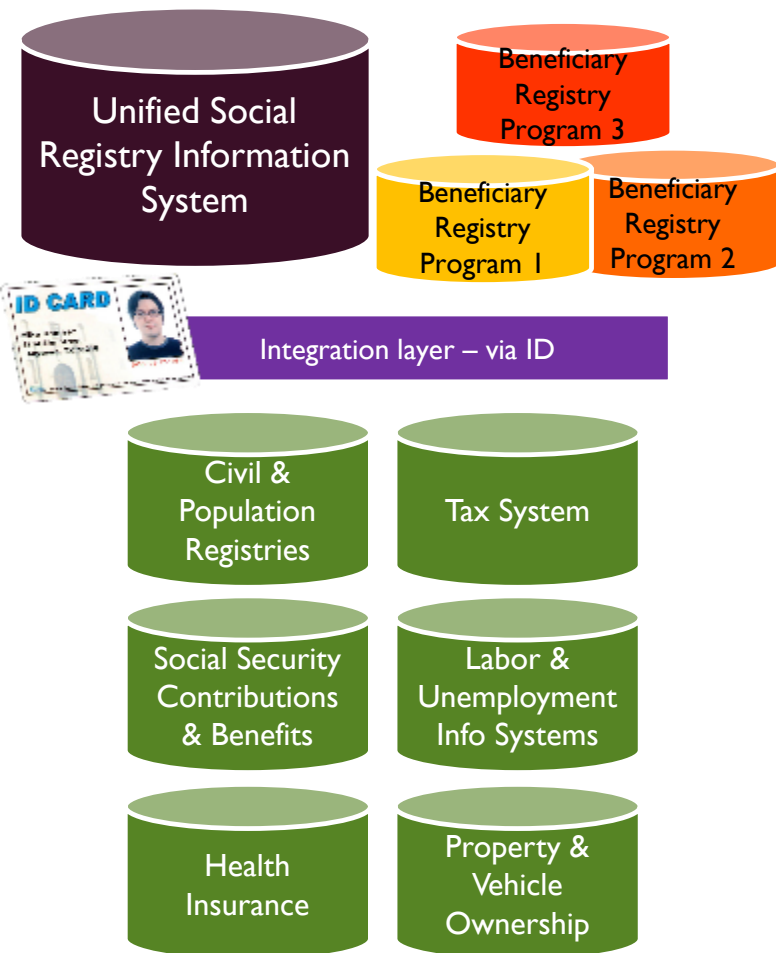 Unified Social
Registry Information
System
Beneficiary
Registry
Program 3
Beneficiary
Registry
Program 1
Beneficiary
Registry
Program 2
ID CARD
Integration layer – via ID
Civil &
Population
Registries
Tax System
Social Security
Contributions
& Benefits
Labor &
Unemployment
Info Systems
Health
Insurance
Property &
Vehicle
Ownership